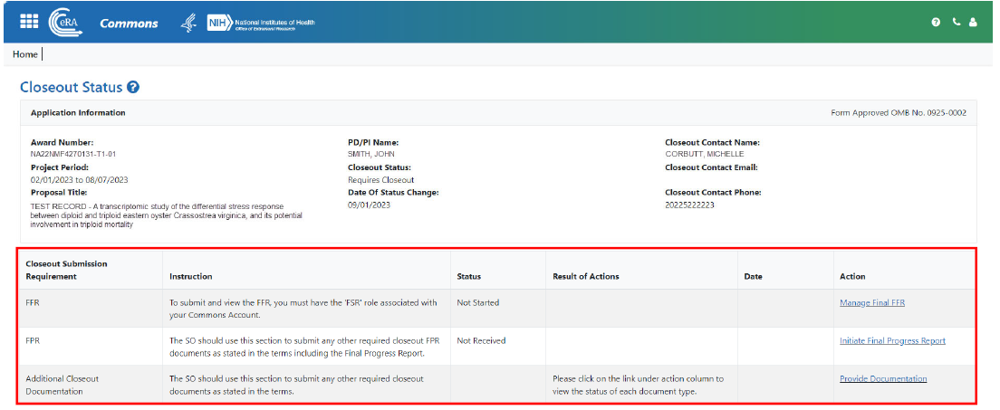 eRA Commons NIH National Institutes of Health
Office of Extramural Research
Home
Closeout Status ?
Application Information Form Approved OMB No. 0925-0002
Award Number: PD/PI Name: Closeout Contact Name:
NA22NMF4270131-T1-01 SMITH, JOHN CORBUTT, MICHELLE
Project Period: Closeout Status: Closeout Contact Email:
02/01/2023 to 08/07/2023 Requires Closeout
Proposal Title: Date Of Status Change: Closeout Contact Phone:
TEST RECORD - A transcriptomic study of the differential stress response 09/01/2023 20225222223
between diploid and triploid eastern oyster Crassostrea virginica, and its potential
involvement in triploid mortality
Closeout Submission
Requirement Instruction Status Result of Actions Date Action
FFR To submit and view the FFR, you must have the 'FSR' role associated with Not Started Manage Final FFR
your Commons Account.
FPR The SO should use this section to submit any other required closeout FPR Not Received Initiate Final Progress Report
documents as stated in the terms including the Final Progress Report.
Additional Closeout The SO should use this section to submit any other required closeout Please click on the link under action column to Provide Documentation
Documentation documents as stated in the terms. view the status of each document type.